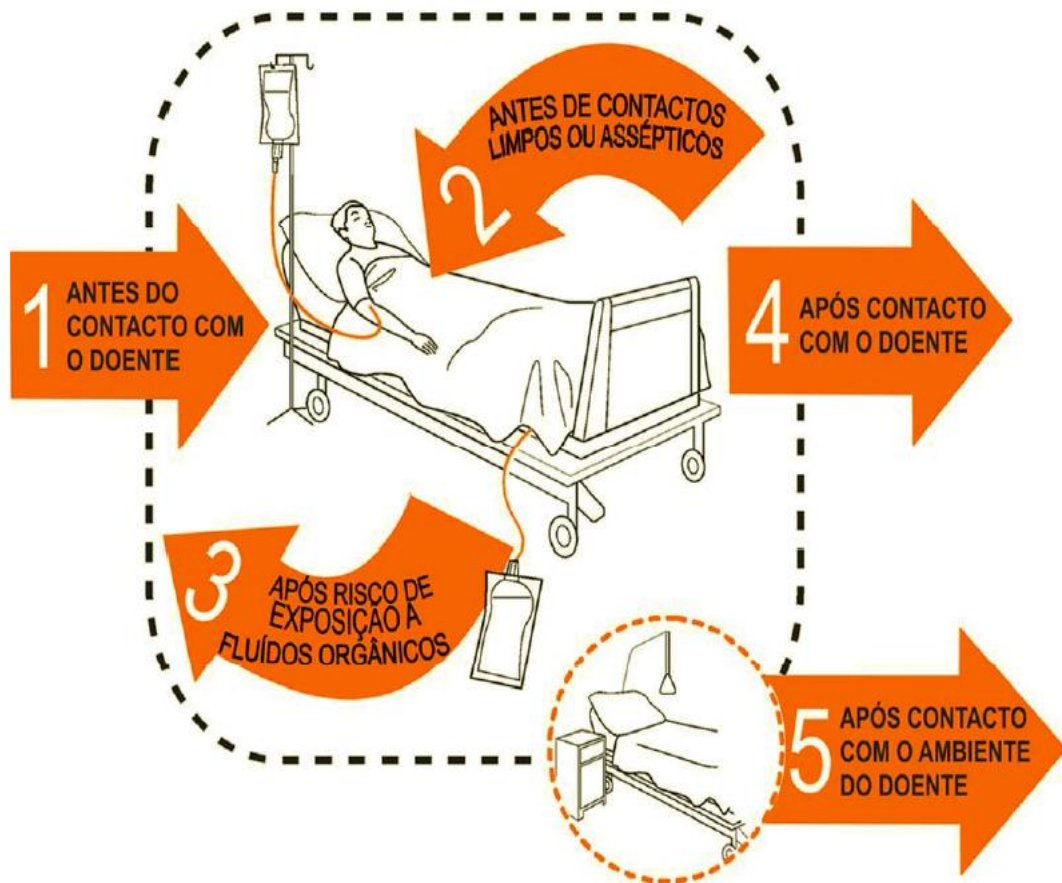 1
ANTES DO
CONTACTO COM
O DOENTE
2
ANTES DE CONTACTOS
LIMPOS OU ASSÉPTICOS
3
APÓS RISCO DE
EXPOSIÇÃO A
FLUÍDOS ORGÂNICOS
4
APÓS CONTACTO
COM O DOENTE
5
APÓS CONTACTO
COM O AMBIENTE
DO DOENTE